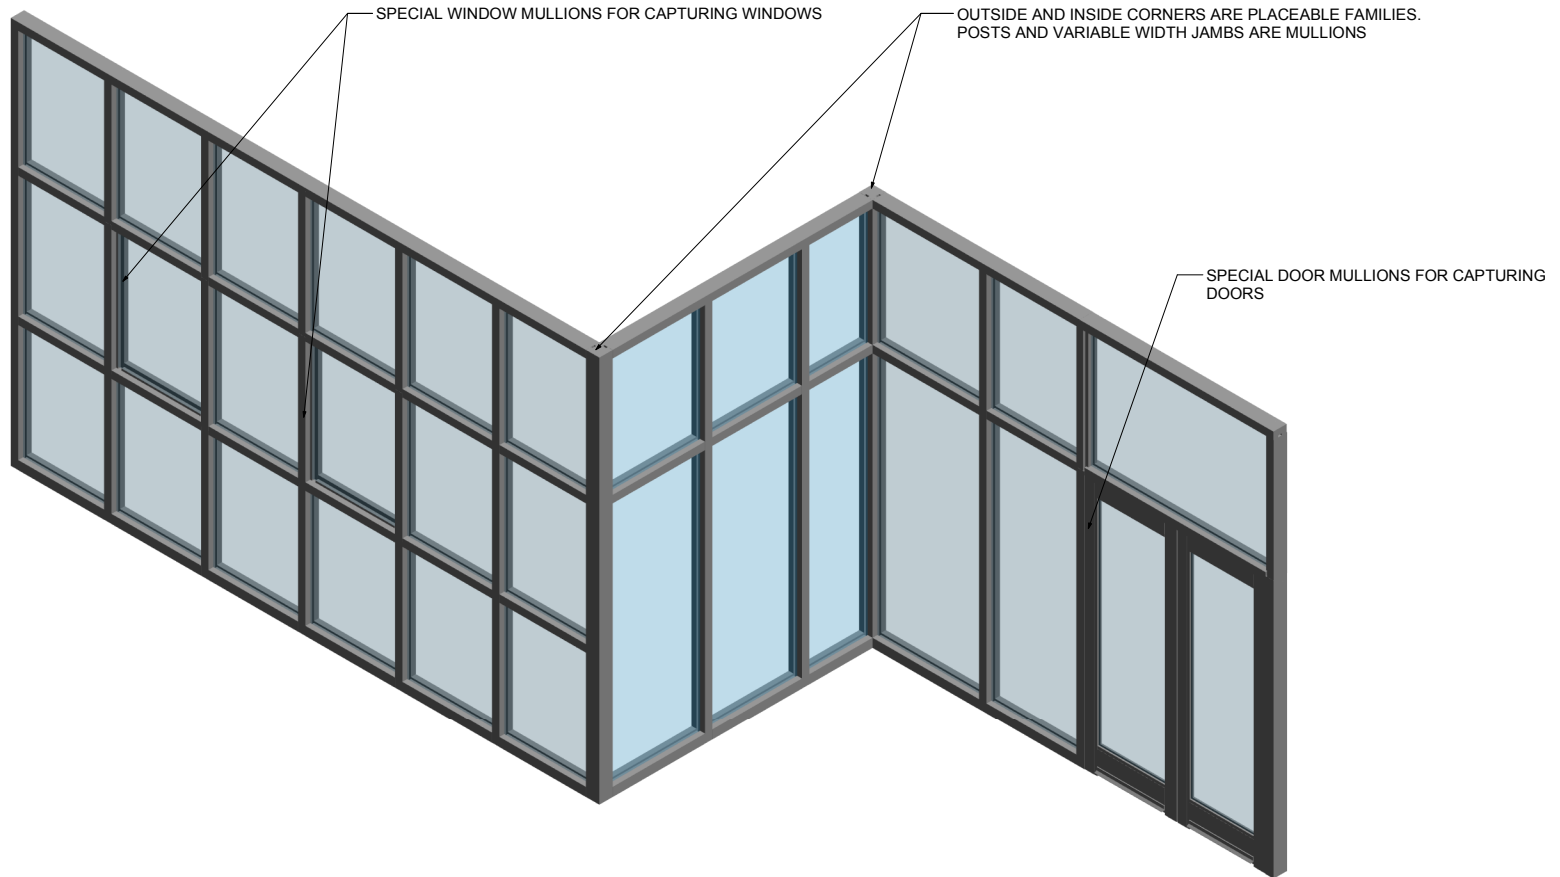 SPECIAL WINDOW MULLIONS FOR CAPTURING WINDOWS
OUTSIDE AND INSIDE CORNERS ARE PLACEABLE FAMILIES.
POSTS AND VARIABLE WIDTH JAMBS ARE MULLIONS
SPECIAL DOOR MULLIONS FOR CAPTURING
DOORS